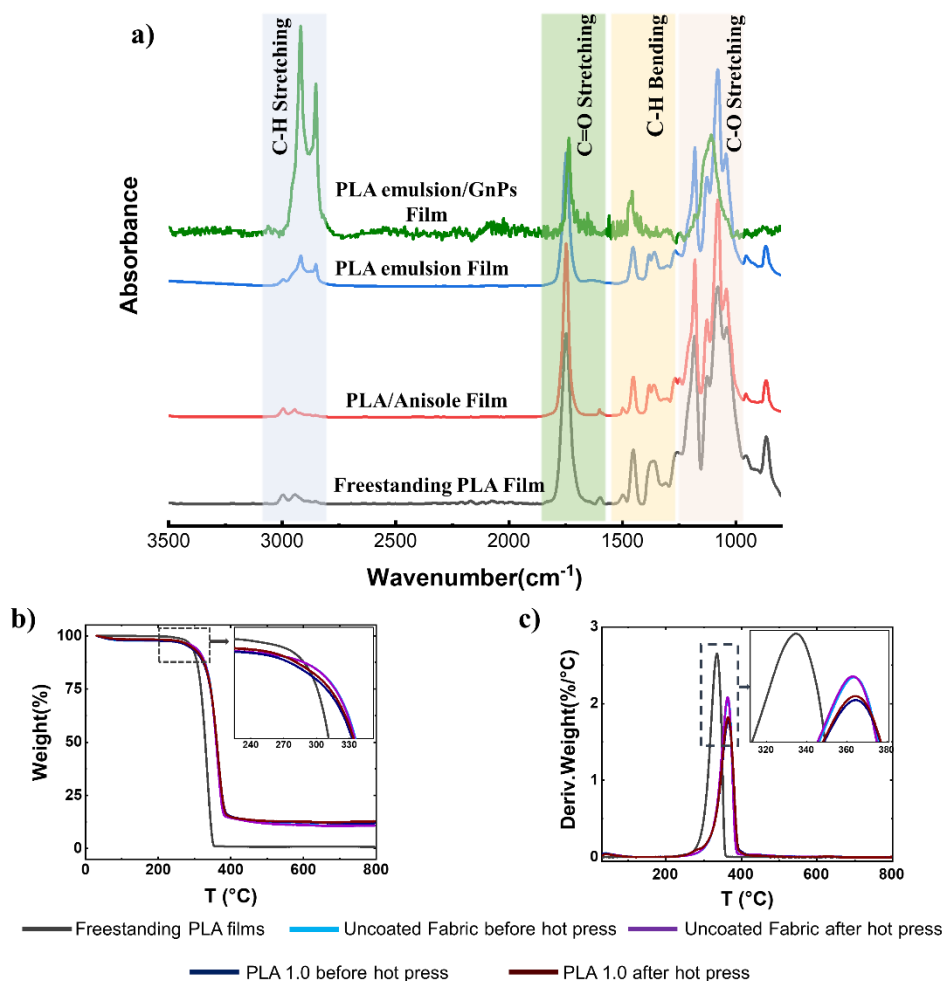 a)
C-H Stretching
C=O Stretching
C-H Bending
C-O Stretching
PLA emulsion/GnPs
Film
PLA emulsion Film
PLA/Anisole Film
Freestanding PLA Film
Absorbance
3500 3000 2500 2000 1500 1000
Wavenumber(cm⁻¹)
b)
100
75
50
25
0
Weight(%)
240 270 300 330
0 200 400 600 800
T (°C)
c)
3
2
1
0
Deriv.Weight(%/°C)
320 340 360 380
200 400 600 800
T (°C)
Freestanding PLA films Uncoated Fabric before hot press Uncoated Fabric after hot press
PLA 1.0 before hot press PLA 1.0 after hot press